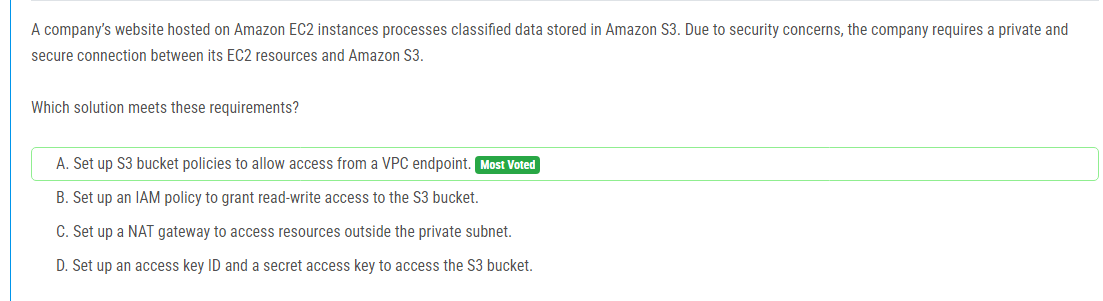 A company’s website hosted on Amazon EC2 instances processes classified data stored in Amazon S3. Due to security concerns, the company requires a private and
secure connection between its EC2 resources and Amazon S3.
Which solution meets these requirements?
A. Set up S3 bucket policies to allow access from a VPC endpoint. Most Voted
B. Set up an IAM policy to grant read-write access to the S3 bucket.
C. Set up a NAT gateway to access resources outside the private subnet.
D. Set up an access key ID and a secret access key to access the S3 bucket.